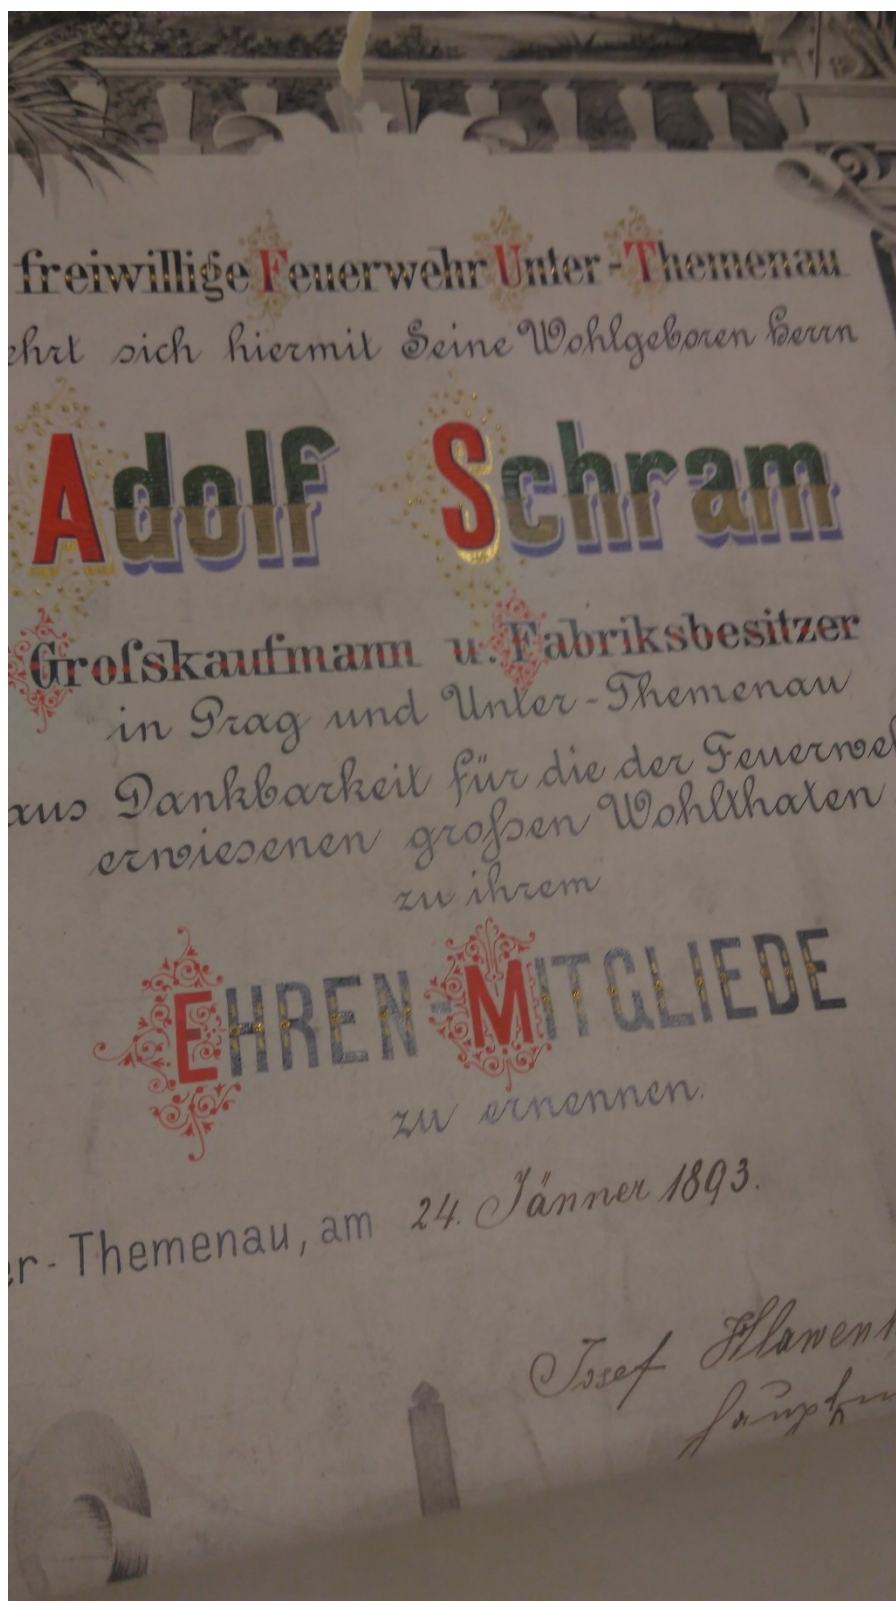 freiwillige Feuerwehr Unter-Themenau
ehrt sich hiermit Seine Wohlgeboren Herrn
Adolf Schram
Grofskaufmann u. Fabriksbesitzer
in Prag und Unter-Themenau
aus Dankbarkeit für die der Feuerweh
erwiesenen großen Wohlthaten
zu ihrem
EHREN-MITGLIEDE
zu ernennen.
er-Themenau, am 24. Jänner 1893.
Josef